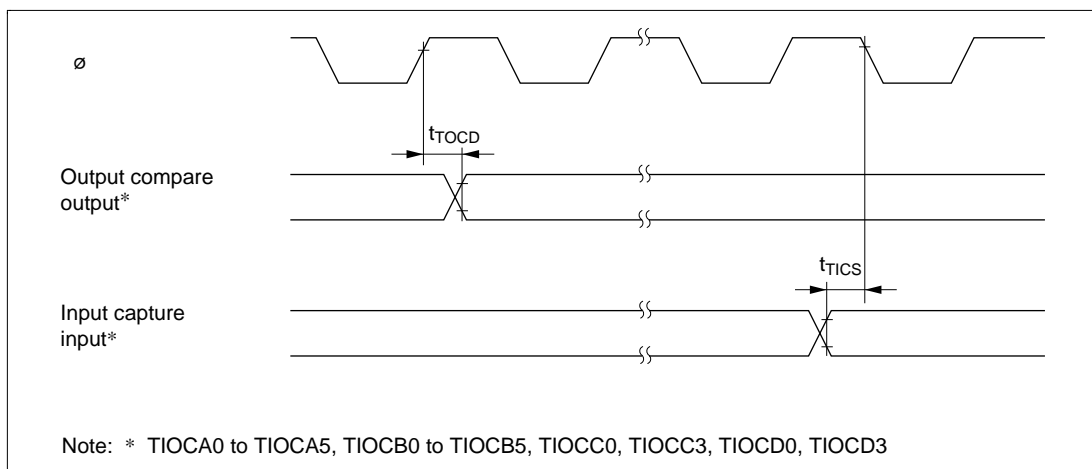 ø
tTOCD
Output compare
output*
tTICS
Input capture
input*
Note: * TIOCA0 to TIOCA5, TIOCB0 to TIOCB5, TIOCC0, TIOCC3, TIOCD0, TIOCD3